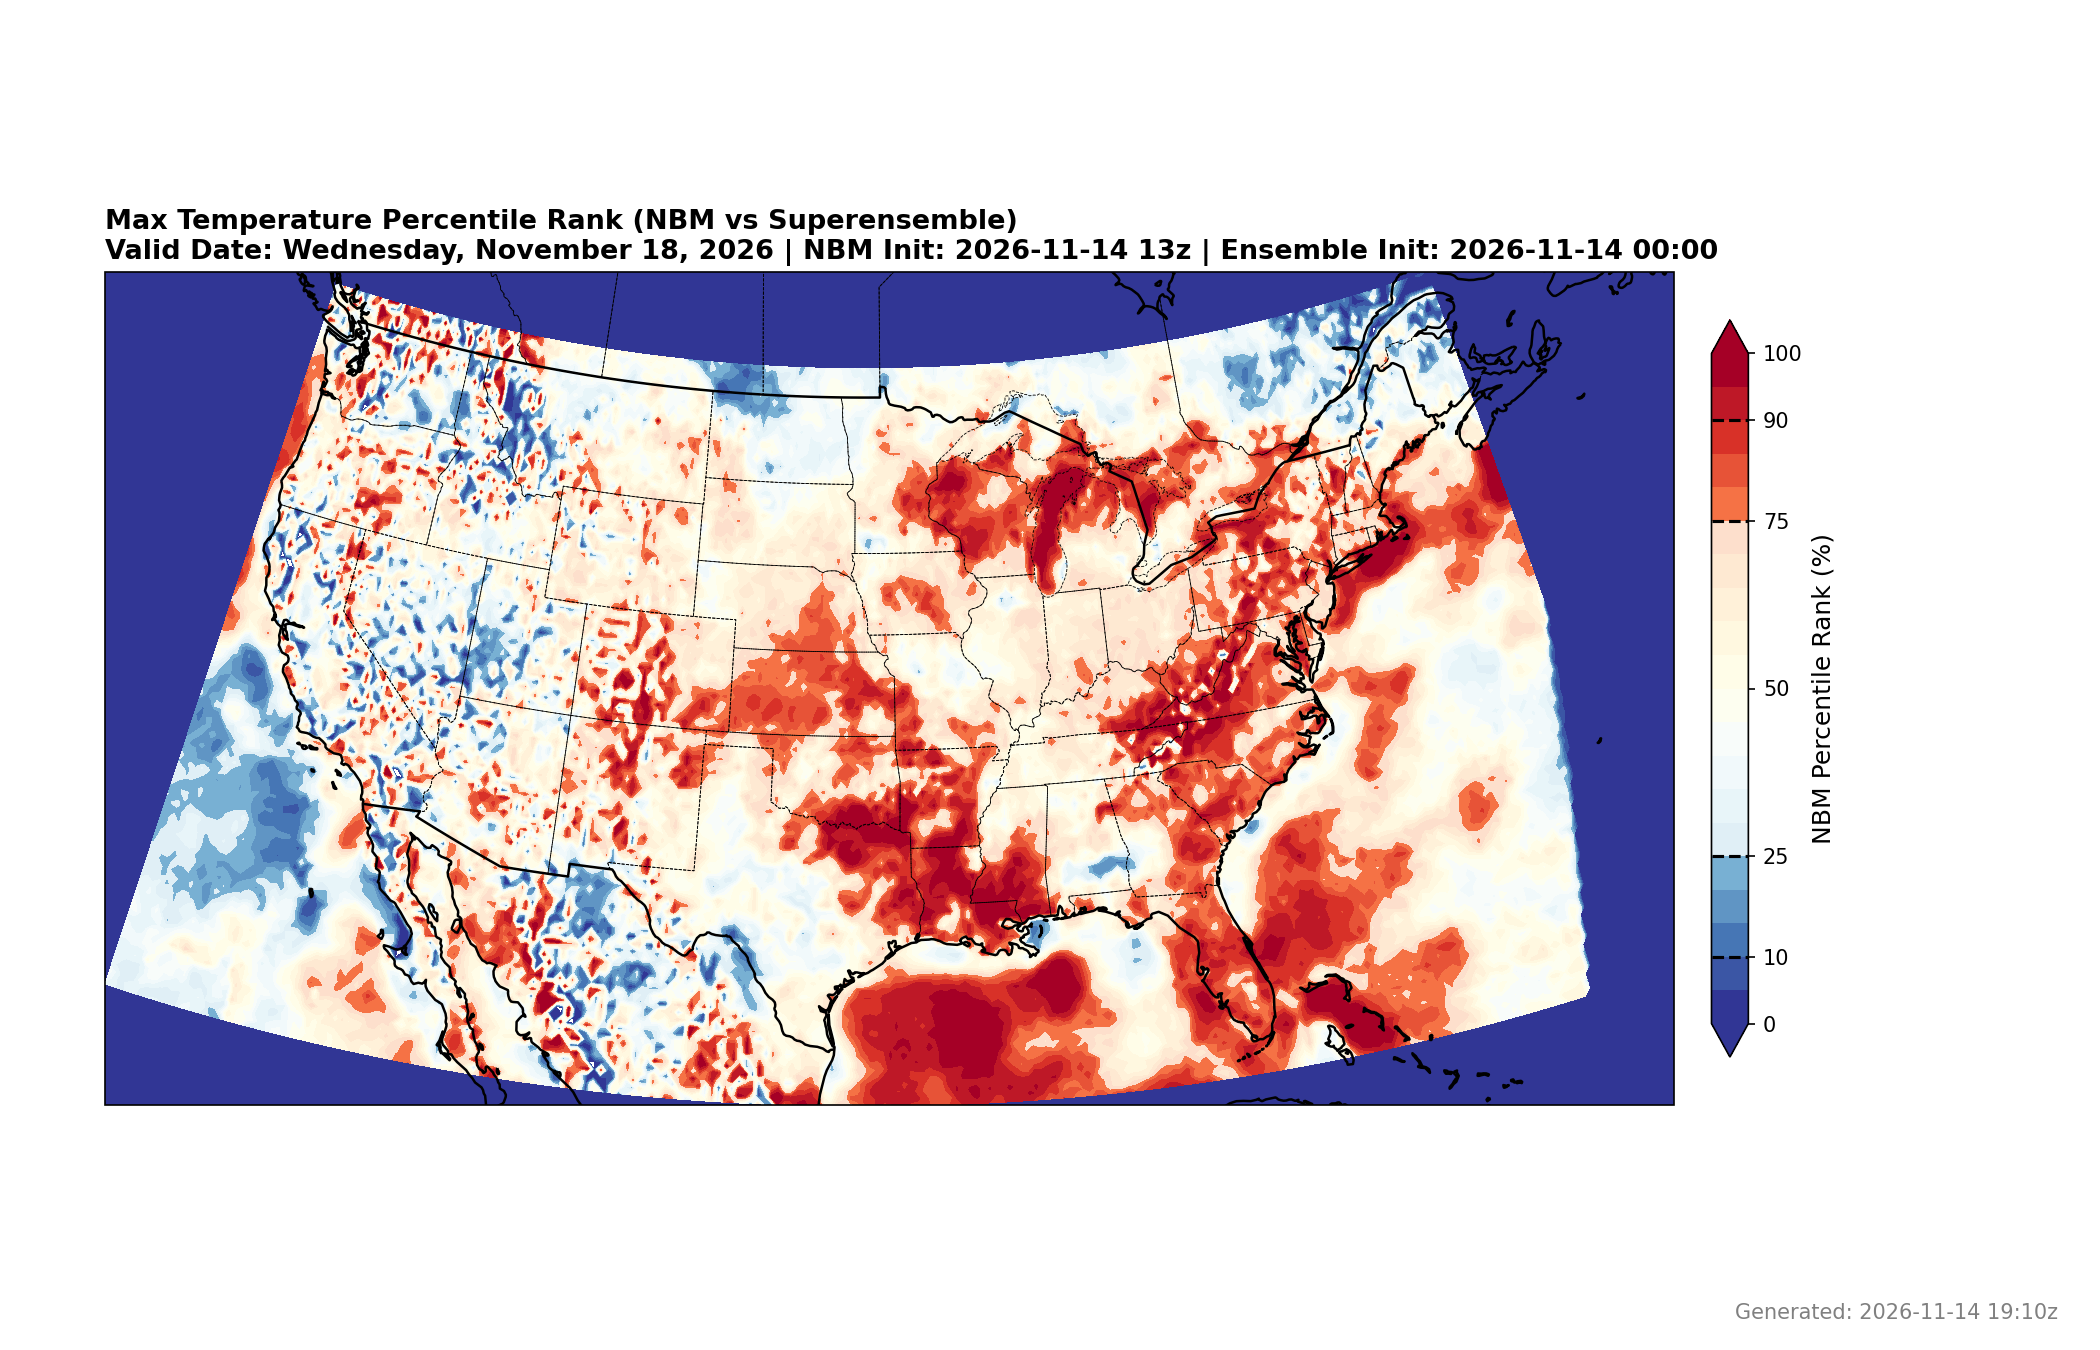 Max Temperature Percentile Rank (NBM vs Superensemble)
Valid Date: Wednesday, November 18, 2026 | NBM Init: 2026-11-14 13z | Ensemble Init: 2026-11-14 00:00
100
90
75
50
25
10
0
NBM Percentile Rank (%)
Generated: 2026-11-14 19:10z